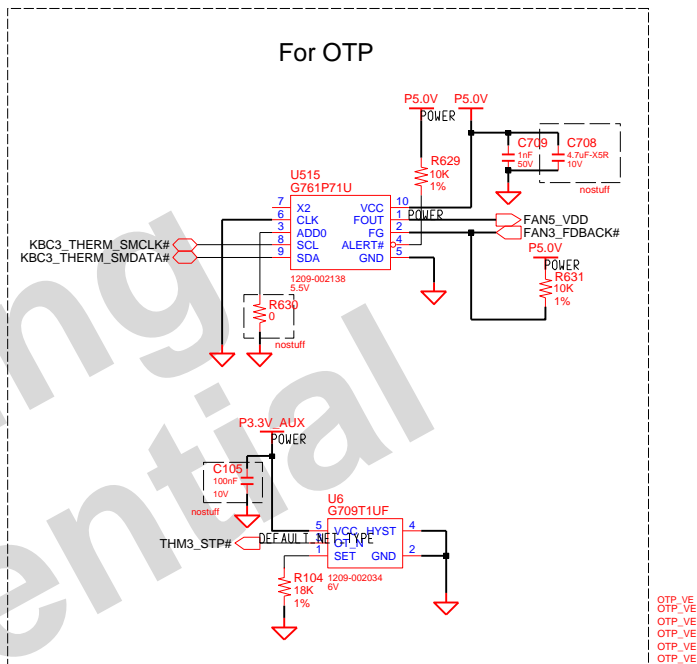 For OTP
P5.0V P5.0V
POWER
R629
10K
1%
C709
1nF
50V
C708
4.7uF-X5R
10V
nostuff
U515
G761P71U
7 X2
6 CLK
3 ADD0
8 SCL
9 SDA
VCC 10
FOUT 1
FG 2
ALERT# 4
GND 5
POWER
1209-002138
5.5V
KBC3_THERM_SMCLK#
KBC3_THERM_SMDATA#
FAN5_VDD
FAN3_FDBACK#
P5.0V
POWER
R631
10K
1%
R630
0
nostuff
P3.3V_AUX
POWER
C105
100nF
10V
nostuff
U6
G709T1UF
5 VCC HYST 4
3 OT_N
1 SET GND 2
THM3_STP#
DEFAULT_NET_TYPE
1209-002034
6V
R104
18K
1%
OTP_VE
OTP_VE
OTP_VE
OTP_VE
OTP_VE
OTP_VE
ential